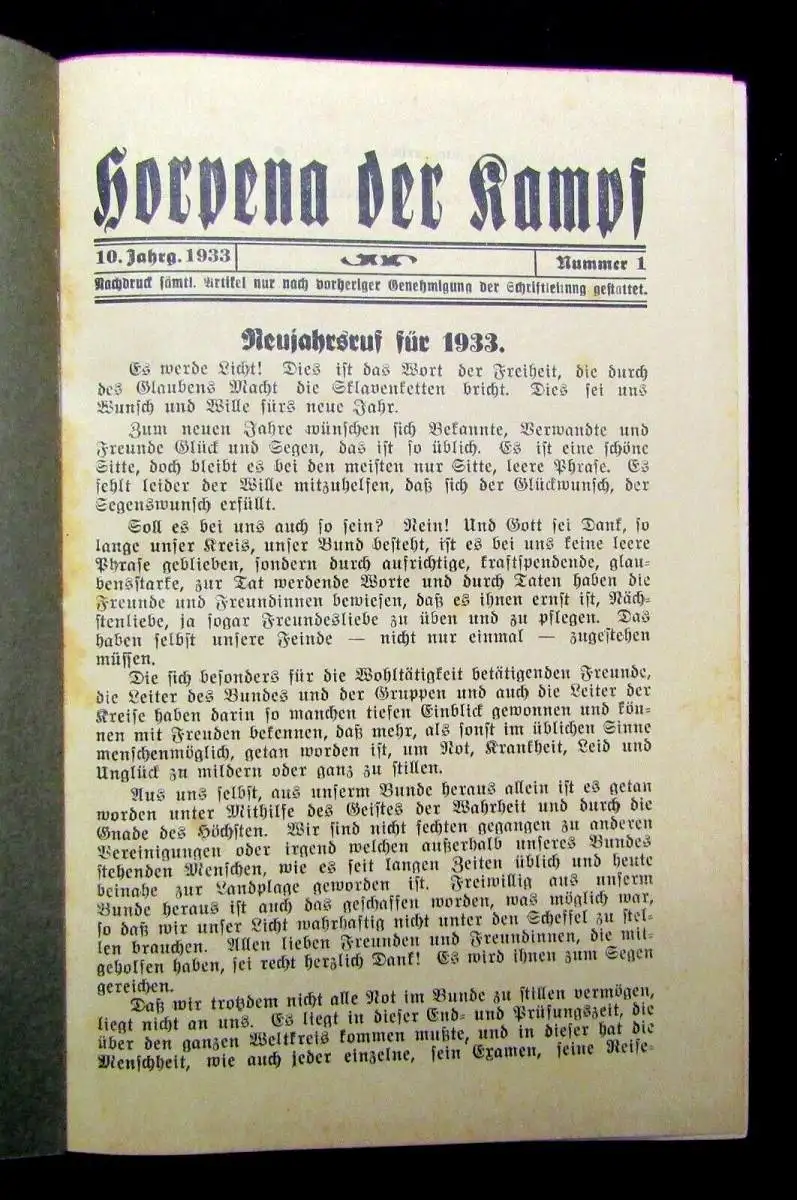 Horpena der Kampf
10. Jahrg. 1933
Nummer 1
Nachdruck sämtl. Artikel nur nach vorheriger Genehmigung der Schriftleitung gestattet.
Neujahrsruf für 1933.
Es werde Licht! Dies ist das Wort der Freiheit, die durch
des Glaubens Macht die Sklavenketten bricht. Dies sei uns
Wunsch und Wille fürs neue Jahr.
Zum neuen Jahre wünschen sich Bekannte, Verwandte und
Freunde Glück und Segen, das ist so üblich. Es ist eine schöne
Sitte, doch bleibt es bei den meisten nur Sitte, leere Phrase. Es
fehlt leider der Wille mitzuhelfen, daß sich der Glückwunsch, der
Segenswunsch erfüllt.
Soll es bei uns auch so sein? Nein! Und Gott sei Dank, so
lange unser Kreis, unser Bund besteht, ist es bei uns keine leere
Phrase geblieben, sondern durch aufrichtige, kraftspendende, glau-
bensstarke, zur Tat werdende Worte und durch Taten haben die
Freunde und Freundinnen bewiesen, daß es ihnen ernst ist, Näch-
stenliebe, ja sogar Freundesliebe zu üben und zu pflegen. Das
haben selbst unsere Feinde — nicht nur einmal — zugestehen
müssen.
Die sich besonders für die Wohltätigkeit betätigenden Freunde,
die Leiter des Bundes und der Gruppen und auch die Leiter der
Kreise haben darin so manchen tiefen Einblick gewonnen und kön-
nen mit Freuden bekennen, daß mehr, als sonst im üblichen Sinne
menschenmöglich, getan worden ist, um Not, Krankheit, Leid und
Unglück zu mildern oder ganz zu stillen.
Aus uns selbst, aus unserm Bunde heraus allein ist es getan
worden unter Mithilfe des Geistes der Wahrheit und durch die
Gnade des Höchsten. Wir sind nicht fechten gegangen zu anderen
Vereinigungen oder irgend welchen außerhalb unseres Bundes
stehenden Menschen, wie es seit langen Zeiten üblich und heute
beinahe zur Landplage geworden ist. Freiwillig aus unserm
Bunde heraus ist auch das geschaffen worden, was möglich war,
so daß wir unser Licht wahrhaftig nicht unter den Scheffel zu stel-
len brauchen. Allen lieben Freunden und Freundinnen, die mit-
geholfen haben, sei recht herzlich Dank! Es wird ihnen zum Segen
gereichen.
Daß wir trotzdem nicht alle Not im Bunde zu stillen vermögen,
liegt nicht an uns. Es liegt in dieser End- und Prüfungszeit, die
über den ganzen Weltkreis kommen mußte, und in dieser hat die
Menschheit, wie auch jeder einzelne, sein Examen, seine Reife-